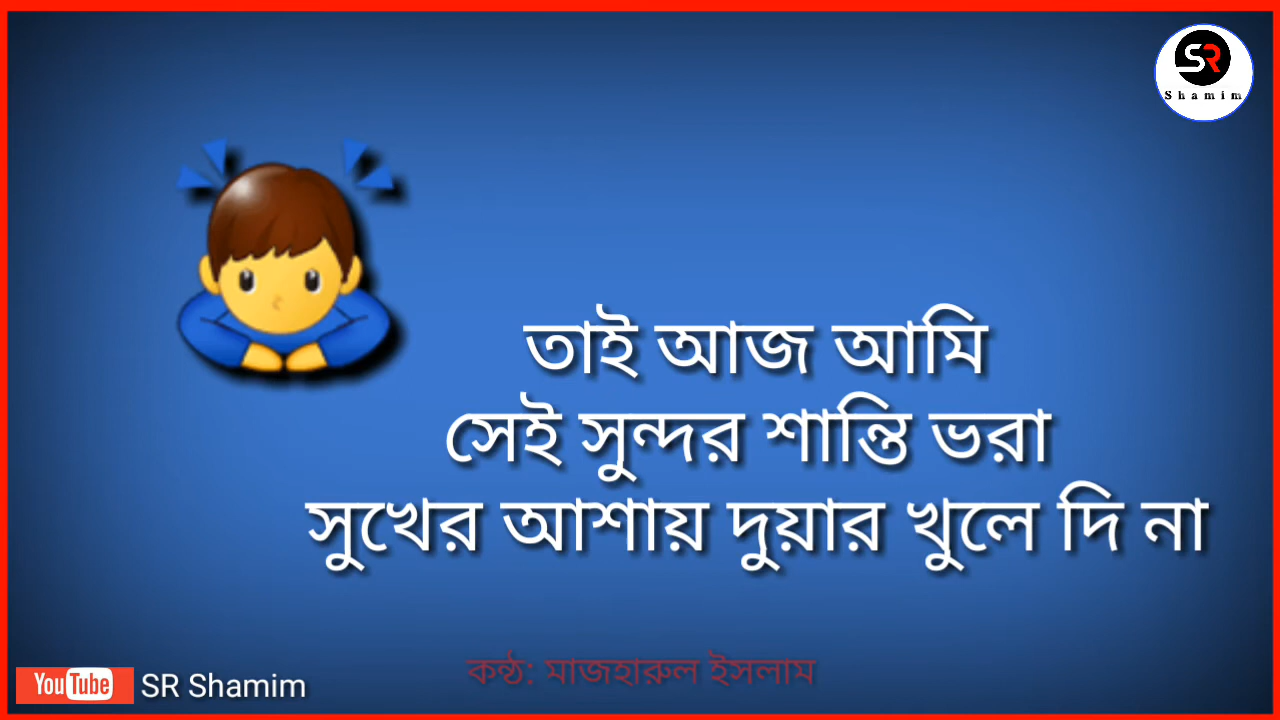 SR
Shamim
তাই আজ আমি
সেই সুন্দর শান্তি ভরা
সুখের আশায় দুয়ার খুলে দি না
কন্ঠ: মাজহারুল ইসলাম
YouTube SR Shamim